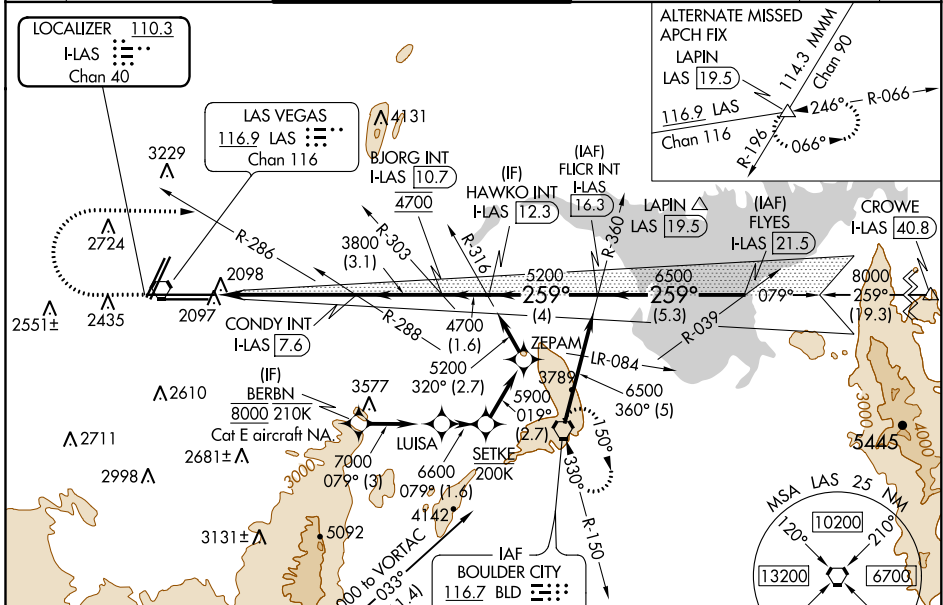 LOCALIZER 110.3
I-LAS
Chan 40
LAS VEGAS
116.9 LAS
Chan 116
ALTERNATE MISSED
APCH FIX
LAPIN
LAS 19.5
114.3 MMM
Chan 90
116.9 LAS
Chan 116
246°
R-066
066°
R-196
4131
3229
BJORG INT
I-LAS 10.7
4700
(IF)
HAWKO INT
I-LAS 12.3
(IAF)
FLICR INT
I-LAS
16.3
LAPIN
LAS 19.5
(IAF)
FLYES
I-LAS 21.5
CROWE
I-LAS 40.8
R-286
R-303
R-316
R-360
2724
3800
(3.1)
2098
5200
259°
(4)
6500
259°
(5.3)
079°
8000
259°
(19.3)
2551±
2435
2097
CONDY INT
I-LAS 7.6
R-288
4700
(1.6)
R-039
ZEPAM
LR-084
5200
320° (2.7)
3789
6500
360° (5)
5900
019°
(2.7)
(IF)
BERBN
8000 210K
Cat E aircraft NA.
3577
2610
2711
2681±
2998
LUISA
SETKE
200K
7000
079° (3)
6600
079° (1.6)
150°
330°
R-150
4142
5445
4000
3000
3131±
5092
000 to VORTAC
033°
1.4)
IAF
BOULDER CITY
116.7 BLD
MSA LAS 25 NM
120°
210°
10200
13200
6700